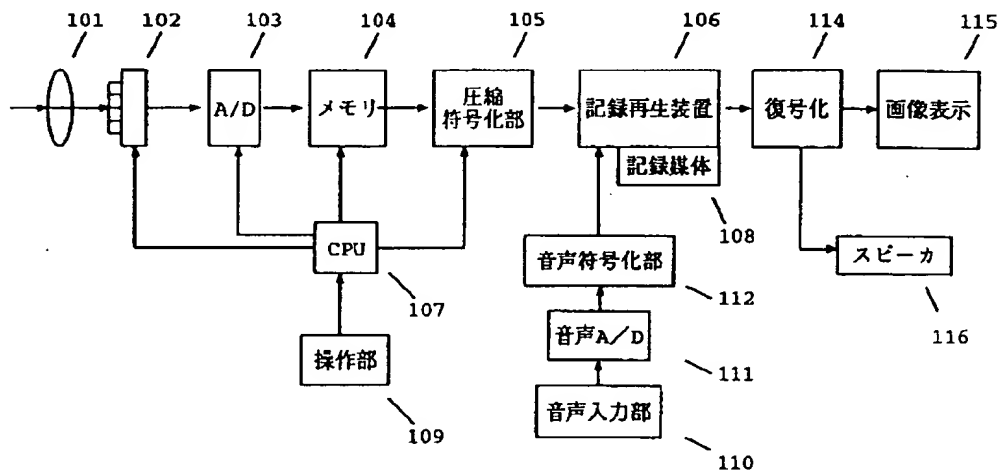 101 102 103 104 105 106 114 115
A/D
メモリ
圧縮
符号化部
記録再生装置
復号化
画像表示
記録媒体
108
CPU
107
音声符号化部
112
スピーカ
116
操作部
109
音声A/D
111
音声入力部
110